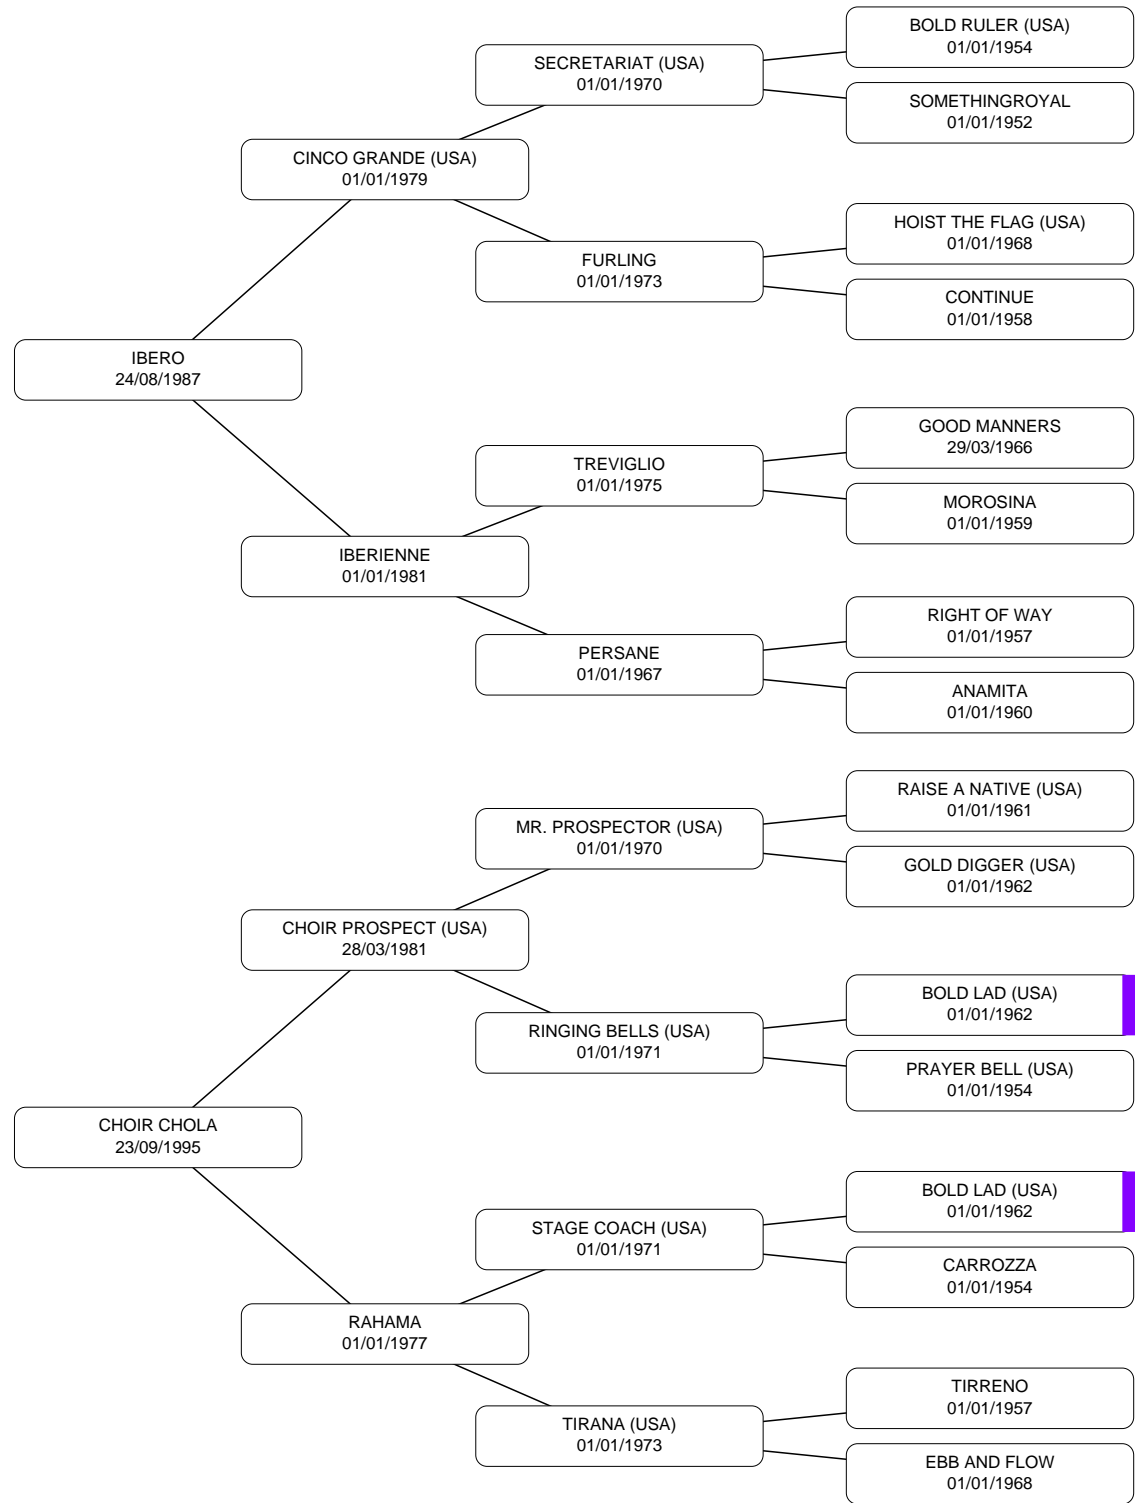 BOLD RULER (USA)
01/01/1954
SECRETARIAT (USA)
01/01/1970
SOMETHINGROYAL
01/01/1952
CINCO GRANDE (USA)
01/01/1979
HOIST THE FLAG (USA)
01/01/1968
FURLING
01/01/1973
CONTINUE
01/01/1958
IBERO
24/08/1987
GOOD MANNERS
29/03/1966
TREVIGLIO
01/01/1975
MOROSINA
01/01/1959
IBERIENNE
01/01/1981
RIGHT OF WAY
01/01/1957
PERSANE
01/01/1967
ANAMITA
01/01/1960
RAISE A NATIVE (USA)
01/01/1961
MR. PROSPECTOR (USA)
01/01/1970
GOLD DIGGER (USA)
01/01/1962
CHOIR PROSPECT (USA)
28/03/1981
BOLD LAD (USA)
01/01/1962
RINGING BELLS (USA)
01/01/1971
PRAYER BELL (USA)
01/01/1954
CHOIR CHOLA
23/09/1995
BOLD LAD (USA)
01/01/1962
STAGE COACH (USA)
01/01/1971
CARROZZA
01/01/1954
RAHAMA
01/01/1977
TIRRENO
01/01/1957
TIRANA (USA)
01/01/1973
EBB AND FLOW
01/01/1968